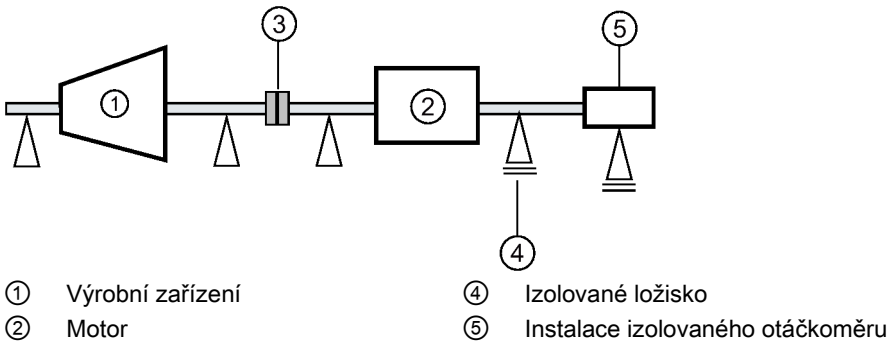 ③
⑤
①
②
④
① Výrobní zařízení
② Motor
④ Izolované ložisko
⑤ Instalace izolovaného otáčkoměru